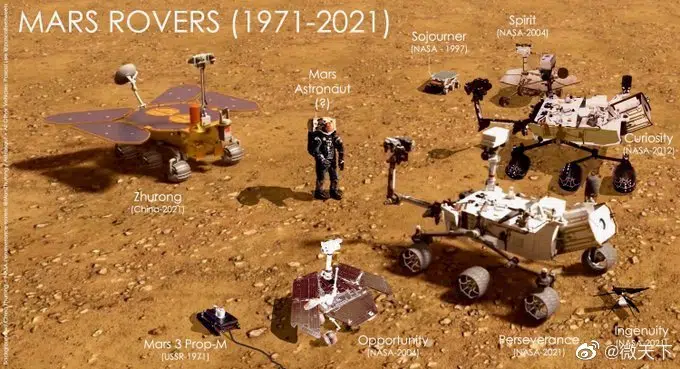 MARS ROVERS (1971-2021)
Sojourner
(NASA - 1997)
Spirit
(NASA-2004)
Mars
Astronaut
(?)
Curiosity
(NASA-2012)
Zhurong
(China-2021)
Mars 3 Prop-M
(USSR-1971)
Opportunity
(NASA-2004)
Perseverance
(NASA-2021)
Ingenuity
(NASA-2021)
@微天下